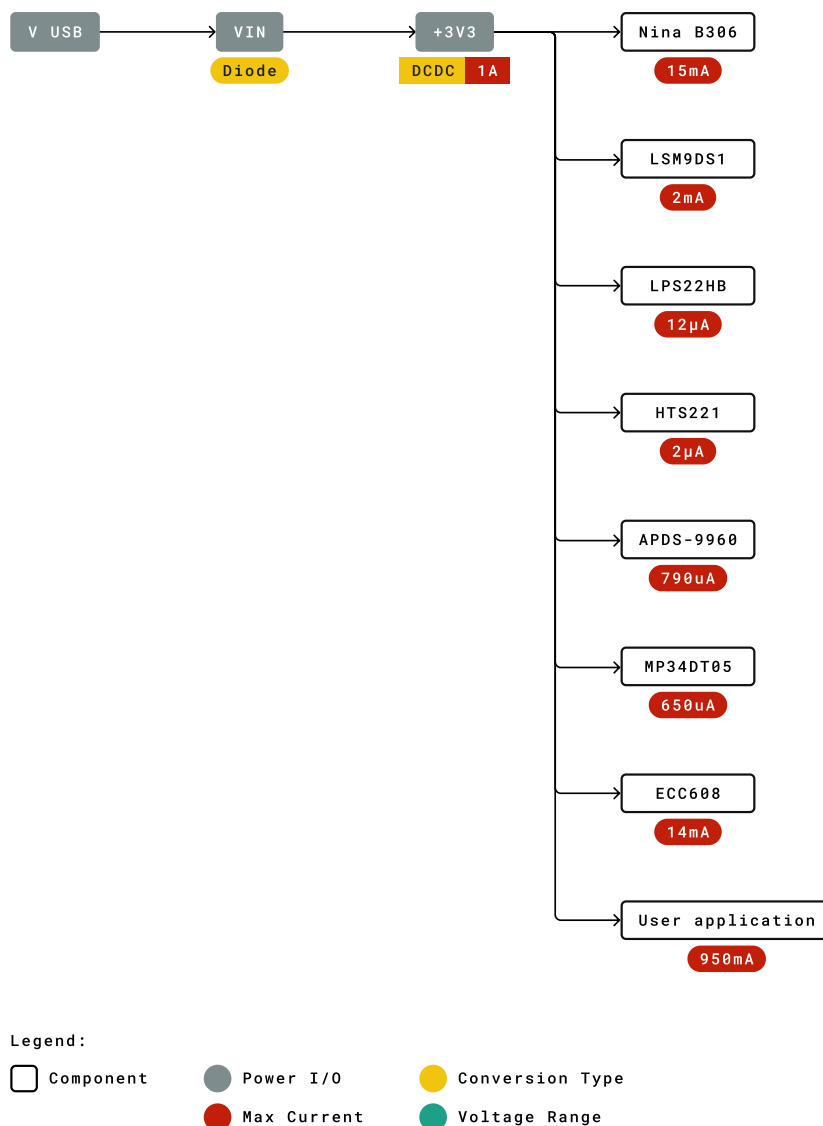 V USB
VIN
+3V3
Nina B306
Diode
DCDC
1A
15mA
LSM9DS1
2mA
LPS22HB
12µA
HTS221
2µA
APDS-9960
790uA
MP34DT05
650uA
ECC608
14mA
User application
950mA
Legend:
Component
Power I/O
Conversion Type
Max Current
Voltage Range